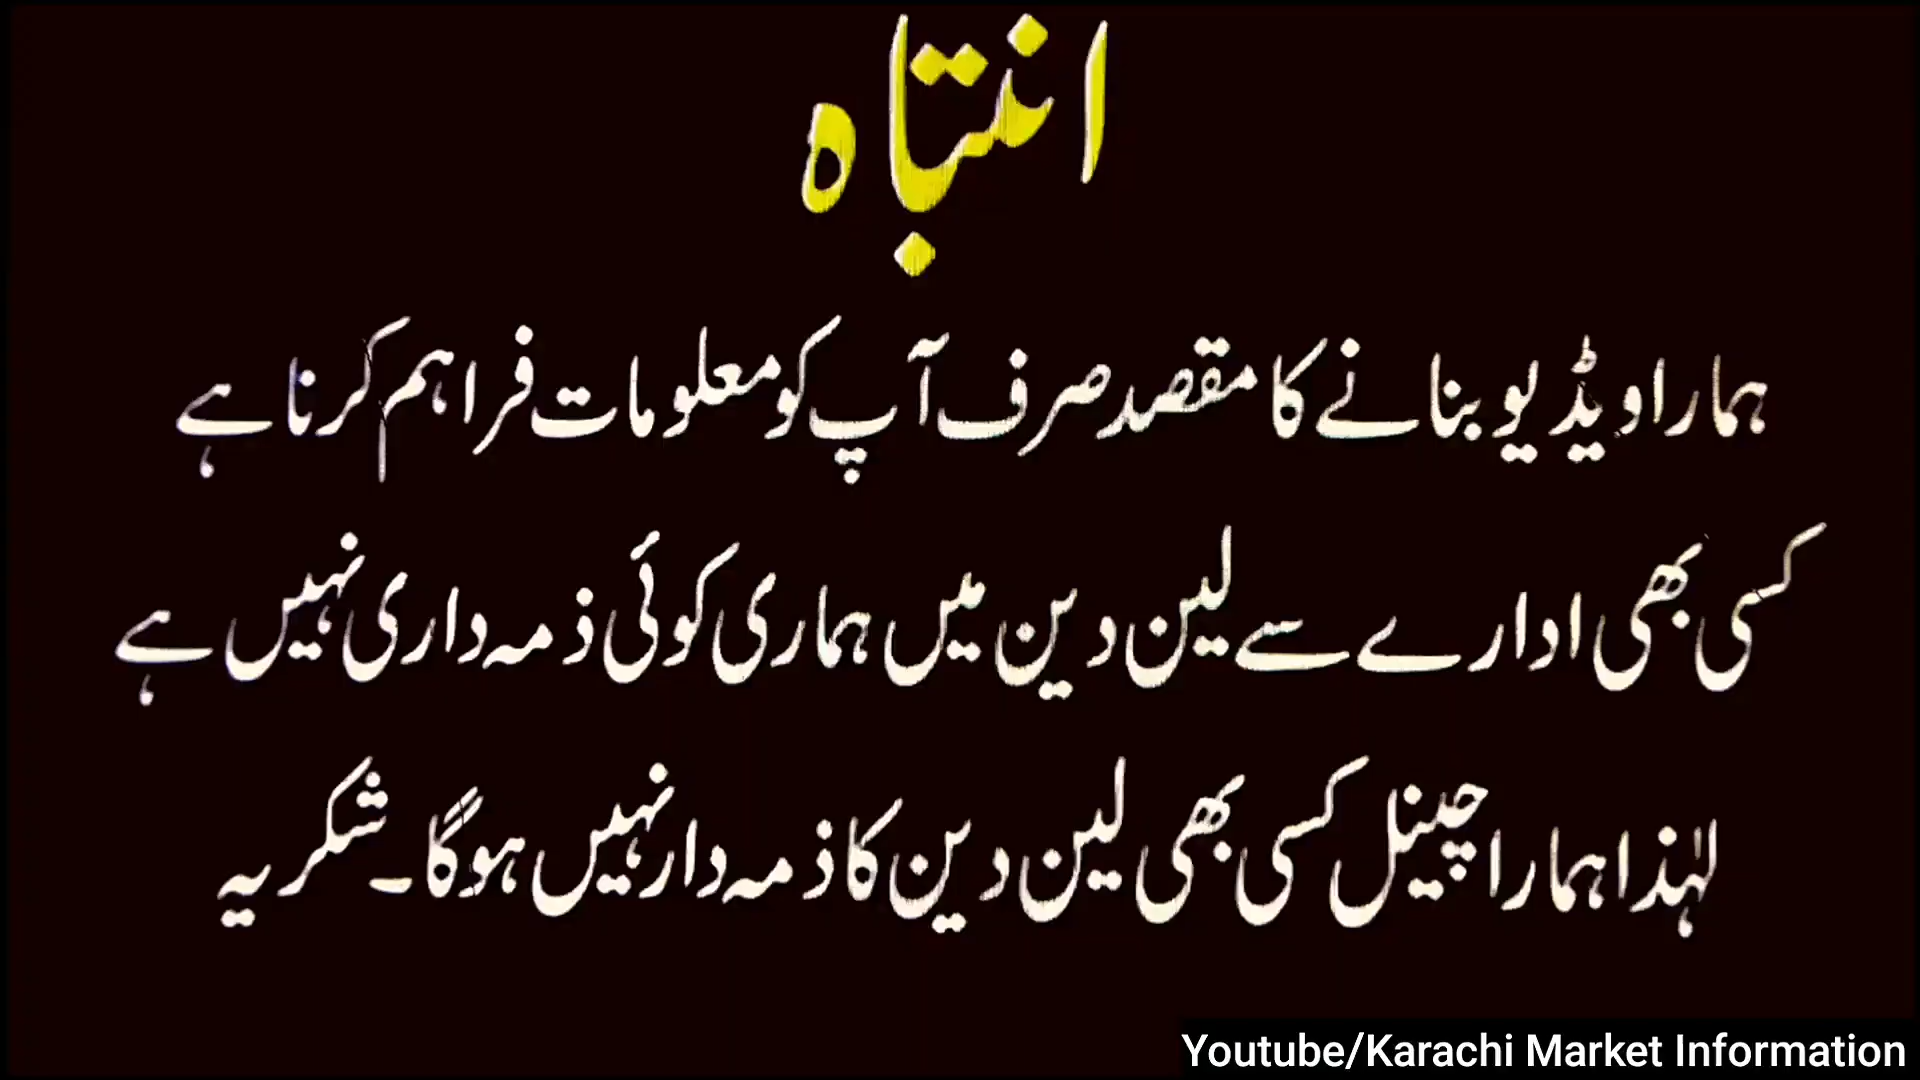 انتباہ
ہمارا ویڈیو بنانے کا مقصد صرف آپ کو معلومات فراہم کرنا ہے
کسی بھی ادارے سے لین دین میں ہماری کوئی ذمہ داری نہیں ہے
لہٰذا ہمارا چینل کسی بھی لین دین کا ذمہ دار نہیں ہوگا۔ شکریہ
Youtube/Karachi Market Information